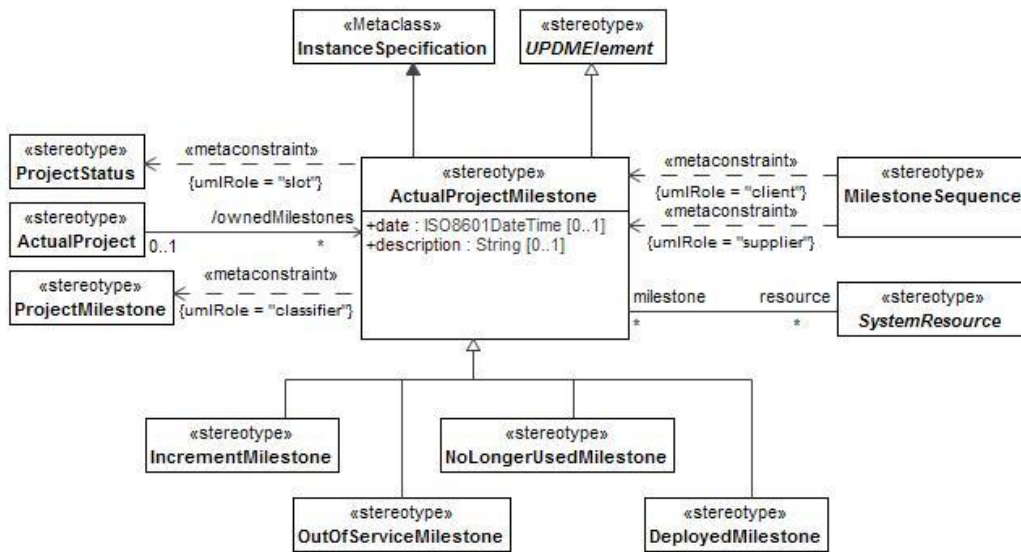 «Metaclass»
InstanceSpecification
«stereotype»
UPDMElement
«stereotype»
ProjectStatus
«metaconstraint»
{umlRole = "slot"}
«stereotype»
ActualProject
/ownedMilestones
0..1
*
«stereotype»
ProjectMilestone
«metaconstraint»
{umlRole = "classifier"}
«stereotype»
ActualProjectMilestone
+date : ISO8601DateTime [0..1]
+description : String [0..1]
«metaconstraint»
{umlRole = "client"}
«metaconstraint»
{umlRole = "supplier"}
«stereotype»
MilestoneSequence
milestone
*
resource
*
«stereotype»
SystemResource
«stereotype»
IncrementMilestone
«stereotype»
NoLongerUsedMilestone
«stereotype»
OutOfServiceMilestone
«stereotype»
DeployedMilestone